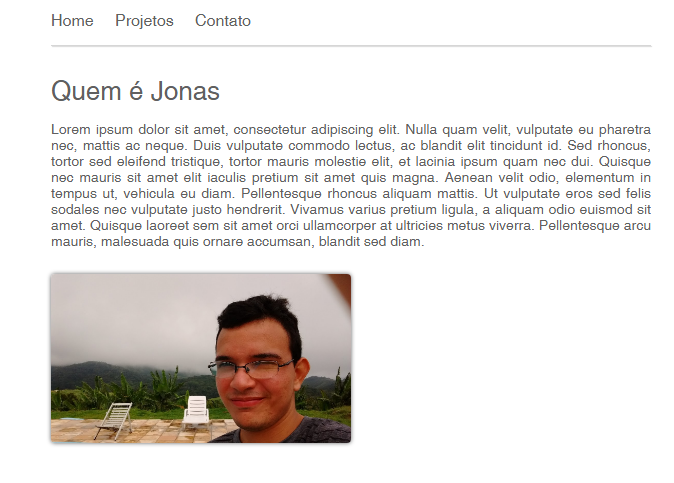 Home Projetos Contato
Quem é Jonas
Lorem ipsum dolor sit amet, consectetur adipiscing elit. Nulla quam velit, vulputate eu pharetra
nec, mattis ac neque. Duis vulputate commodo lectus, ac blandit elit tincidunt id. Sed rhoncus,
tortor sed eleifend tristique, tortor mauris molestie elit, et lacinia ipsum quam nec dui. Quisque
nec mauris sit amet elit iaculis pretium sit amet quis magna. Aenean velit odio, elementum in
tempus ut, vehicula eu diam. Pellentesque rhoncus aliquam mattis. Ut vulputate eros sed felis
sodales nec vulputate justo hendrerit. Vivamus varius pretium ligula, a aliquam odio euismod sit
amet. Quisque laoreet sem sit amet orci ullamcorper at ultricies metus viverra. Pellentesque arcu
mauris, malesuada quis ornare accumsan, blandit sed diam.